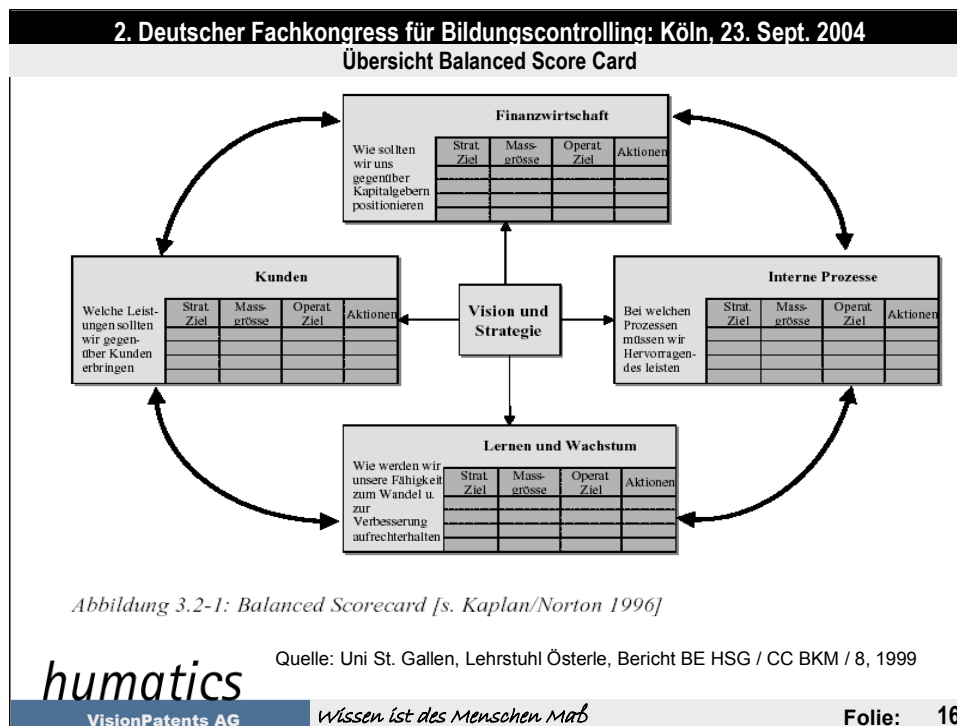 2. Deutscher Fachkongress für Bildungscontrolling: Köln, 23. Sept. 2004
Übersicht Balanced Score Card
Finanzwirtschaft
Wie sollten
wir uns
gegenüber
Kapitalgebern
positionieren
Strat. Mass- Operat. Aktionen
Ziel grösse Ziel
Kunden
Welche Leist-
ungen sollten
wir gegen-
über Kunden
erbringen
Strat. Mass- Operat. Aktionen
Ziel grösse Ziel
Vision und
Strategie
Interne Prozesse
Bei welchen
Prozessen
müssen wir
Hervorragen-
des leisten
Strat. Mass- Operat. Aktionen
Ziel grösse Ziel
Lernen und Wachstum
Wie werden wir
unsere Fähigkeit
zum Wandel u.
zur
Verbesserung
aufrechterhalten
Strat. Mass- Operat. Aktionen
Ziel grösse Ziel
Abbildung 3.2-1: Balanced Scorecard [s. Kaplan/Norton 1996]
Quelle: Uni St. Gallen, Lehrstuhl Österle, Bericht BE HSG / CC BKM / 8, 1999
humatics
VisionPatents AG
Wissen ist des Menschen Maß
Folie: 16